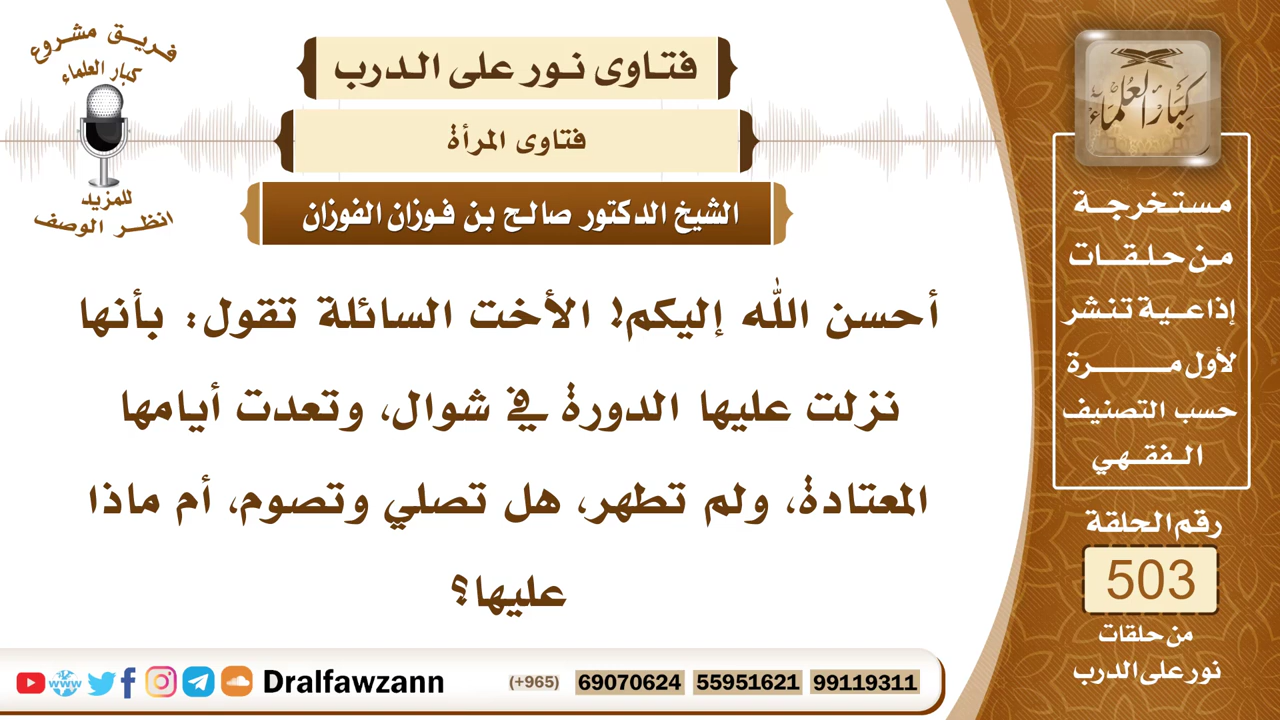 فريق مشروع
كبار العلماء
للمزيد
انظر الوصف
فتاوى نور على الدرب
فتاوى المرأة
الشيخ الدكتور صالح بن فوزان الفوزان
أحسن الله إليكم! الأخت السائلة تقول: بأنها
نزلت عليها الدورة في شوال، وتعدت أيامها
المعتادة، ولم تطهر، هل تصلي وتصوم، أم ماذا
عليها؟
كبار العلماء
مستخرجة
من حلقات
إذاعية تنشر
لأول مرة
حسب التصنيف
الفقهي
رقم الحلقة
503
من حلقات
نور على الدرب
www Dralfawzann (+965) 69070624 55951621 99119311